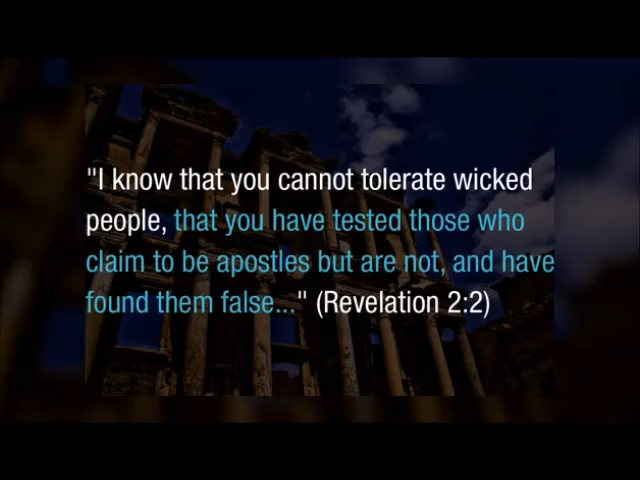 "I know that you cannot tolerate wicked
people, that you have tested those who
claim to be apostles but are not, and have
found them false..." (Revelation 2:2)